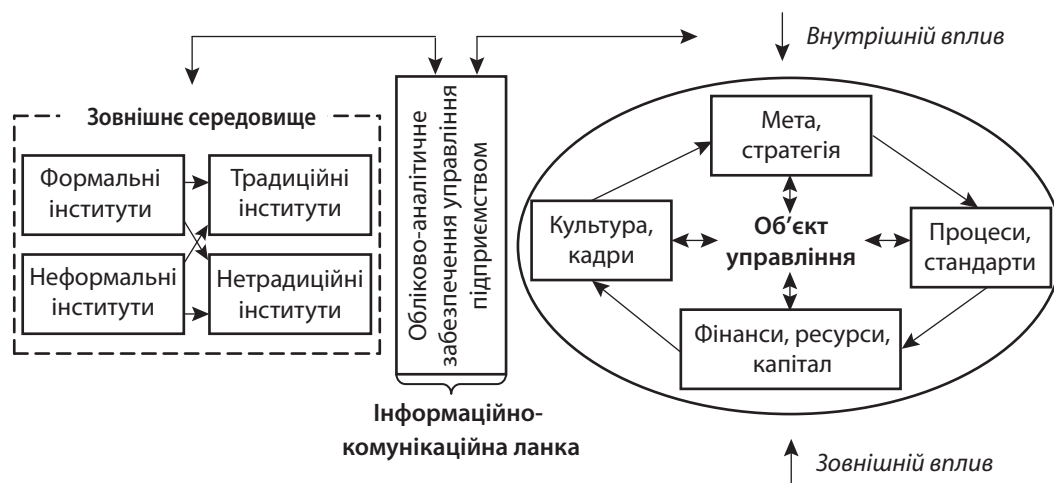 Внутрішній вплив
Зовнішнє середовище
Формальні
інститути
Традиційні
інститути
Неформальні
інститути
Нетрадиційні
інститути
Обліково-аналітичне
забезпечення управління
підприємством
Інформаційно-
комунікаційна ланка
Мета,
стратегія
Культура,
кадри
Об’єкт
управління
Процеси,
стандарти
Фінанси, ресурси,
капітал
Зовнішній вплив